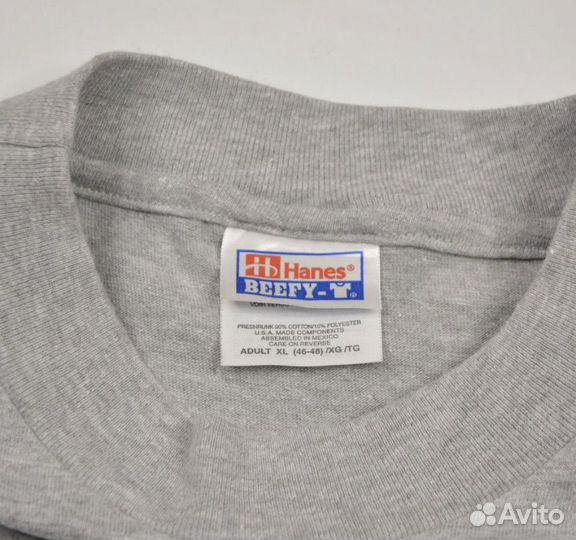 Hanes®
BEEFY-T®
PRESHRUNK 90% COTTON/10% POLYESTER
U.S.A. MADE COMPONENTS
ASSEMBLED IN MEXICO
CARE ON REVERSE
ADULT XL (46-48) /XG /TG
Avito